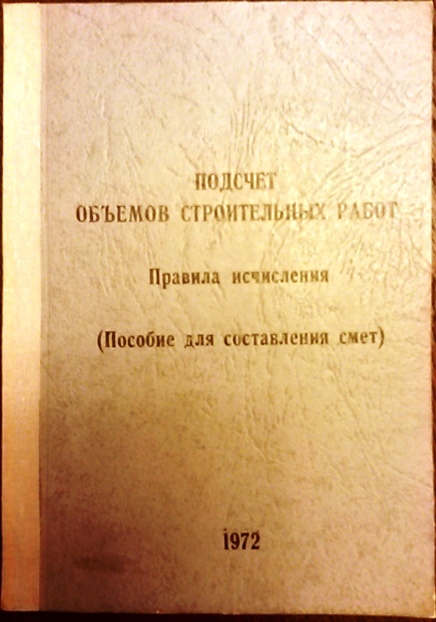 ПОДСЧЕТ
ОБЪЕМОВ СТРОИТЕЛЬНЫХ РАБОТ
Правила исчисления
(Пособие для составления смет)
1972